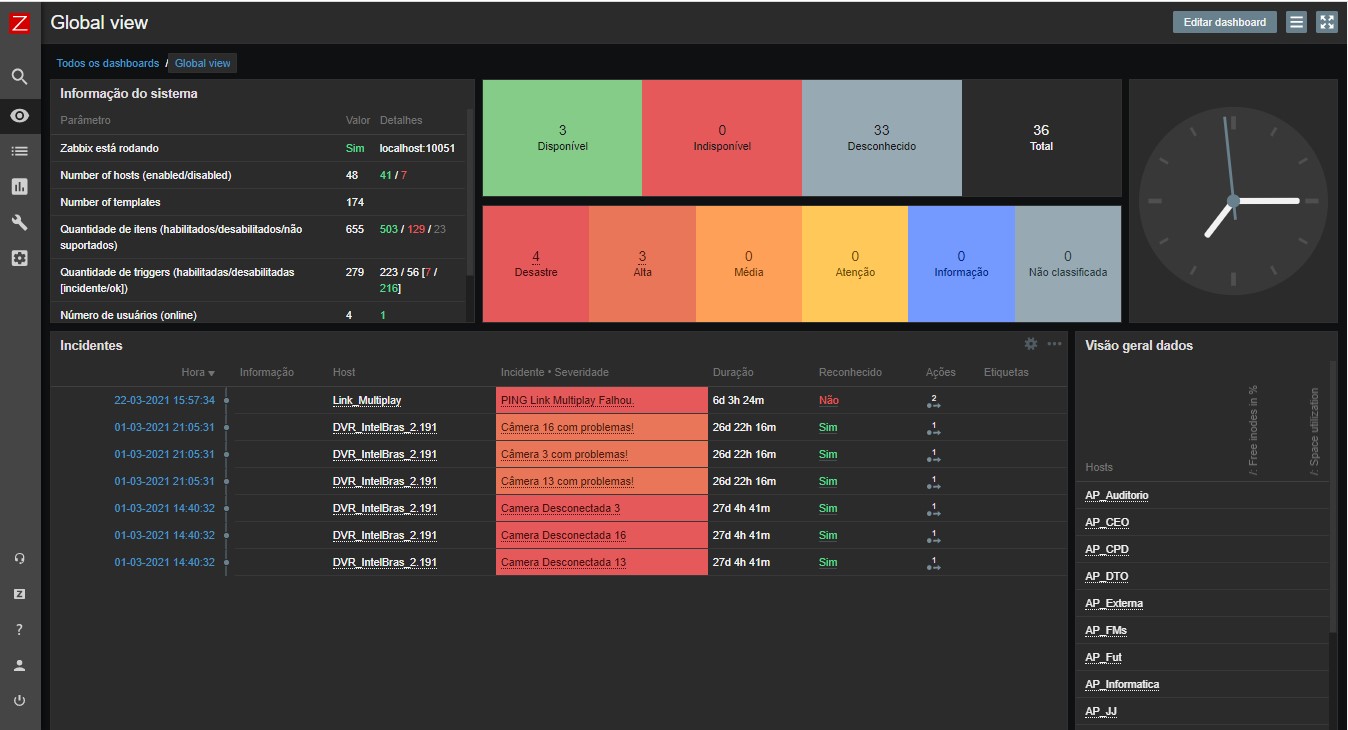 Z Global view Editar dashboard
Todos os dashboards / Global view
Informação do sistema
Parâmetro Valor Detalhes
Zabbix está rodando Sim localhost:10051
Number of hosts (enabled/disabled) 48 41 / 7
Number of templates 174
Quantidade de itens (habilitados/desabilitados/não
suportados) 655 503 / 129 / 23
Quantidade de triggers (habilitadas/desabilitadas
[incidente/ok]) 279 223 / 56 [7 /
216]
Número de usuários (online) 4 1
3
Disponível
0
Indisponível
33
Desconhecido
36
Total
4
Desastre
3
Alta
0
Média
0
Atenção
0
Informação
0
Não classificada
Incidentes
Hora Informação Host Incidente • Severidade Duração Reconhecido Ações Etiquetas
22-03-2021 15:57:34 Link_Multiplay PING Link Multiplay Falhou. 6d 3h 24m Não 2
01-03-2021 21:05:31 DVR_IntelBras_2.191 Câmera 16 com problemas! 26d 22h 16m Sim 1
01-03-2021 21:05:31 DVR_IntelBras_2.191 Câmera 3 com problemas! 26d 22h 16m Sim 1
01-03-2021 21:05:31 DVR_IntelBras_2.191 Câmera 13 com problemas! 26d 22h 16m Sim 1
01-03-2021 14:40:32 DVR_IntelBras_2.191 Camera Desconectada 3 27d 4h 41m Sim 1
01-03-2021 14:40:32 DVR_IntelBras_2.191 Camera Desconectada 16 27d 4h 41m Sim 1
01-03-2021 14:40:32 DVR_IntelBras_2.191 Camera Desconectada 13 27d 4h 41m Sim 1
Visão geral dados
Hosts
/: Free inodes in %
/: Space utilization
AP_Auditorio
AP_CEO
AP_CPD
AP_DTO
AP_Externa
AP_FMs
AP_Fut
AP_Informatica
AP_JJ
Z
?